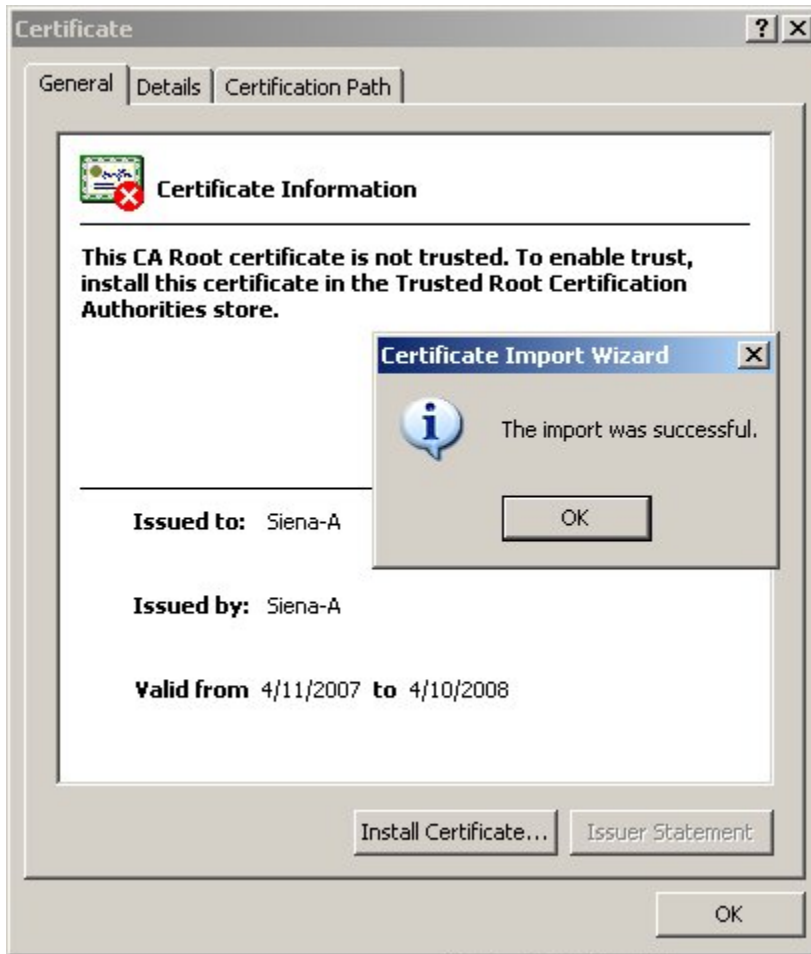 Certificate
General Details Certification Path
Certificate Information
This CA Root certificate is not trusted. To enable trust,
install this certificate in the Trusted Root Certification
Authorities store.
Certificate Import Wizard
The import was successful.
OK
Issued to: Siena-A
Issued by: Siena-A
Valid from 4/11/2007 to 4/10/2008
Install Certificate... Issuer Statement
OK